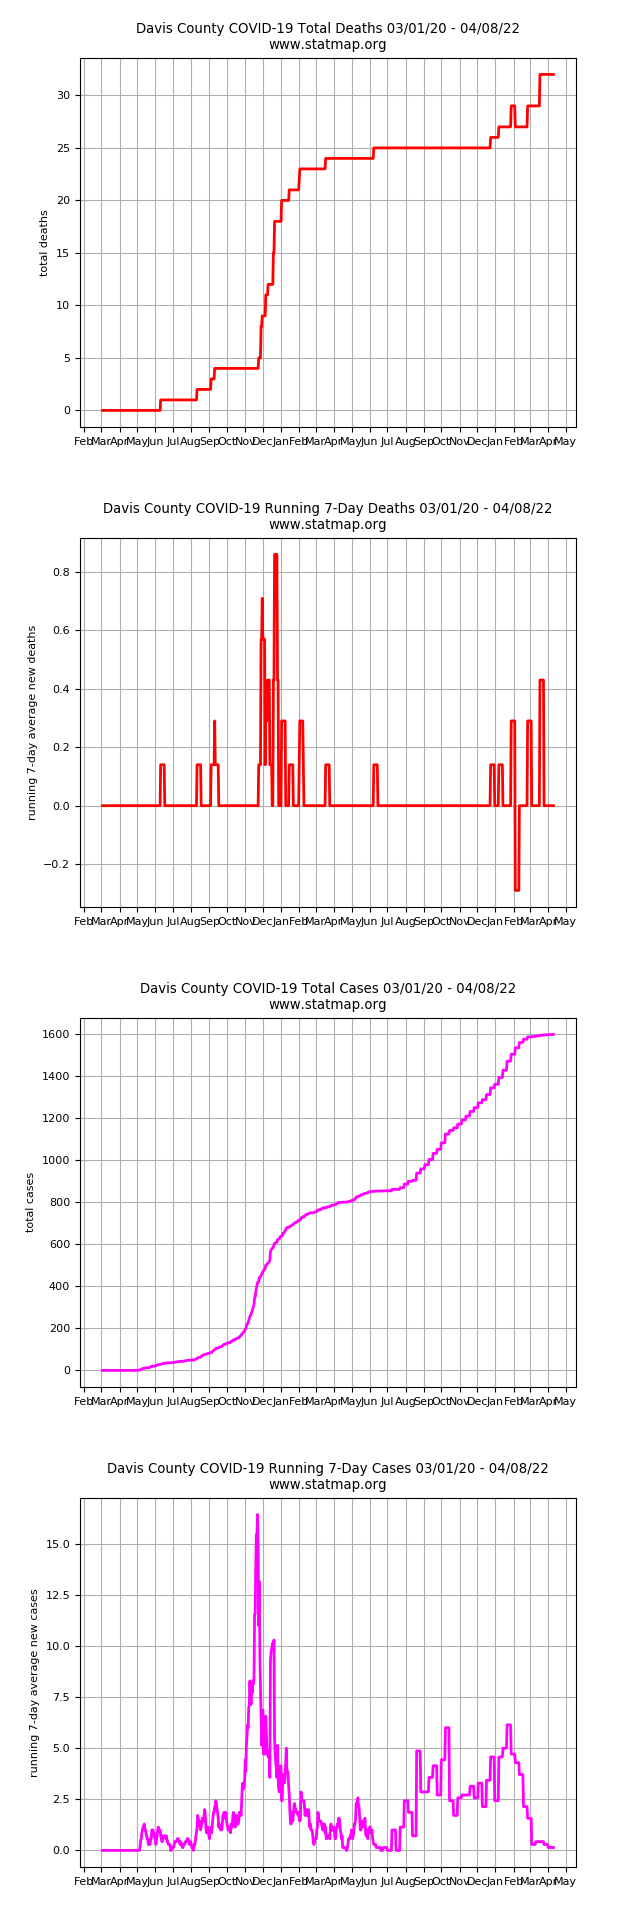 Davis County COVID-19 Total Deaths 03/01/20 - 04/08/22
www.statmap.org
total deaths
30
25
20
15
10
5
0
Feb Mar Apr May Jun Jul Aug Sep Oct Nov Dec Jan Feb Mar Apr May Jun Jul Aug Sep Oct Nov Dec Jan Feb Mar Apr May
Davis County COVID-19 Running 7-Day Deaths 03/01/20 - 04/08/22
www.statmap.org
running 7-day average new deaths
0.8
0.6
0.4
0.2
0.0
−0.2
Feb Mar Apr May Jun Jul Aug Sep Oct Nov Dec Jan Feb Mar Apr May Jun Jul Aug Sep Oct Nov Dec Jan Feb Mar Apr May
Davis County COVID-19 Total Cases 03/01/20 - 04/08/22
www.statmap.org
total cases
1600
1400
1200
1000
800
600
400
200
0
Feb Mar Apr May Jun Jul Aug Sep Oct Nov Dec Jan Feb Mar Apr May Jun Jul Aug Sep Oct Nov Dec Jan Feb Mar Apr May
Davis County COVID-19 Running 7-Day Cases 03/01/20 - 04/08/22
www.statmap.org
running 7-day average new cases
15.0
12.5
10.0
7.5
5.0
2.5
0.0
Feb Mar Apr May Jun Jul Aug Sep Oct Nov Dec Jan Feb Mar Apr May Jun Jul Aug Sep Oct Nov Dec Jan Feb Mar Apr May